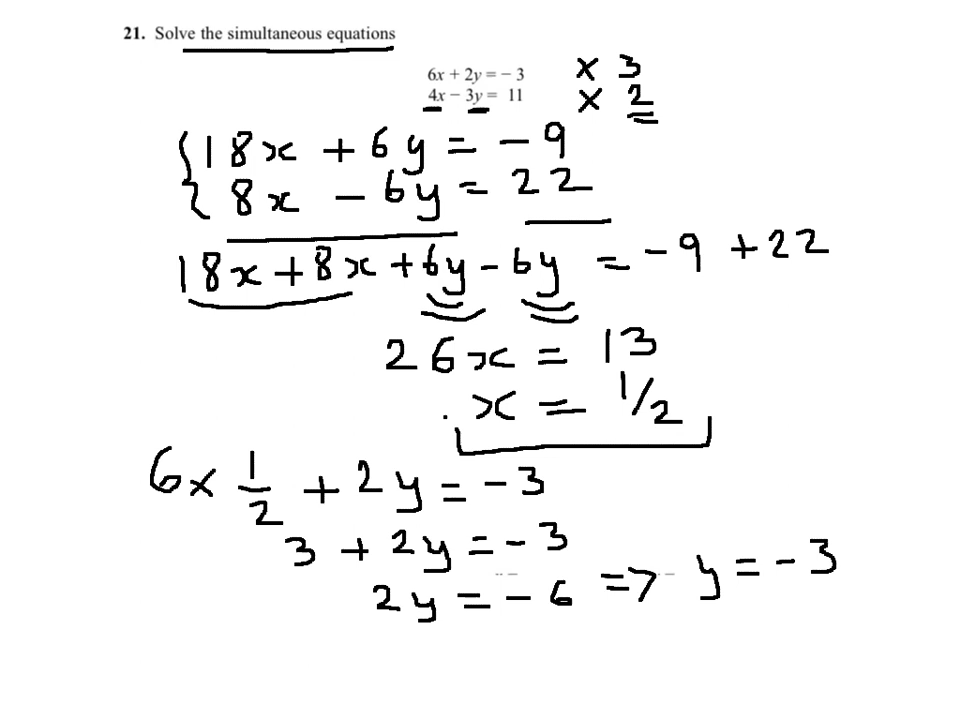 21. Solve the simultaneous equations
6x + 2y = – 3 × 3
4x – 3y = 11 × 2
18x + 6y = - 9
8x - 6y = 22
18x + 8x + 6y - 6y = - 9 + 22
26x = 13
x = 1/2
6 × 1/2 + 2y = - 3
3 + 2y = - 3
2y = - 6 => y = - 3